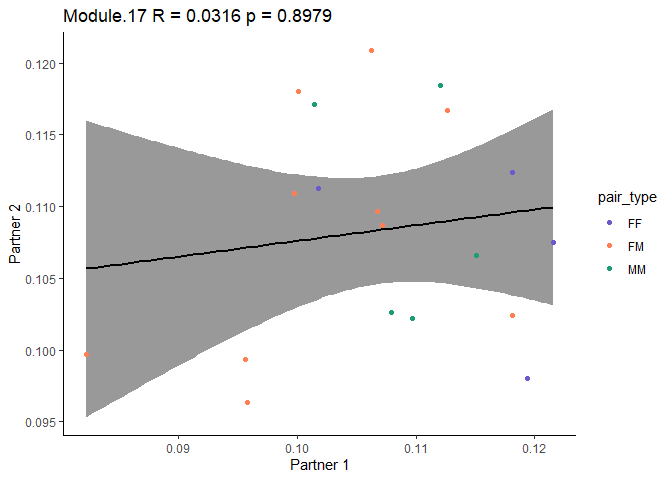 Module.17 R = 0.0316 p = 0.8979
0.120
0.115
0.110
0.105
0.100
0.095
Partner 2
0.09
0.10
0.11
0.12
Partner 1
pair_type
FF
FM
MM